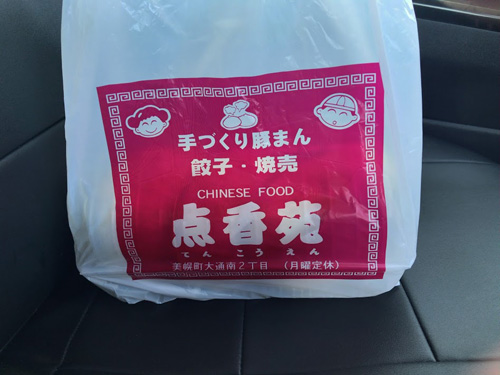 手づくり豚まん
餃子・焼売
CHINESE FOOD
点香苑
てんこうえん
美幌町大通南2丁目 (月曜定休)